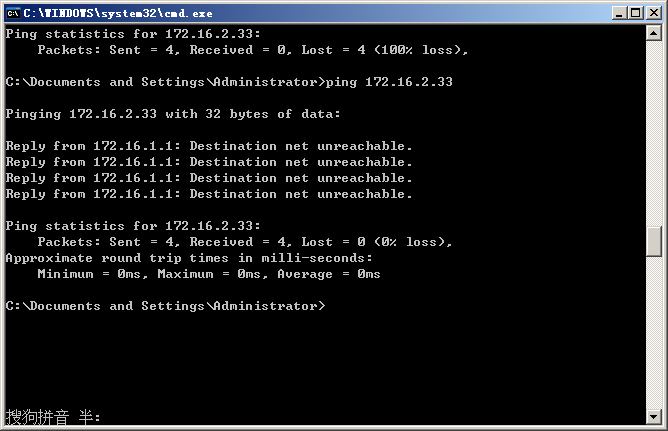 C:\WINDOWS\system32\cmd.exe
Ping statistics for 172.16.2.33:
    Packets: Sent = 4, Received = 0, Lost = 4 (100% loss),
C:\Documents and Settings\Administrator>ping 172.16.2.33
Pinging 172.16.2.33 with 32 bytes of data:
Reply from 172.16.1.1: Destination net unreachable.
Reply from 172.16.1.1: Destination net unreachable.
Reply from 172.16.1.1: Destination net unreachable.
Reply from 172.16.1.1: Destination net unreachable.
Ping statistics for 172.16.2.33:
    Packets: Sent = 4, Received = 4, Lost = 0 (0% loss),
Approximate round trip times in milli-seconds:
    Minimum = 0ms, Maximum = 0ms, Average = 0ms
C:\Documents and Settings\Administrator>
搜狗拼音 半: